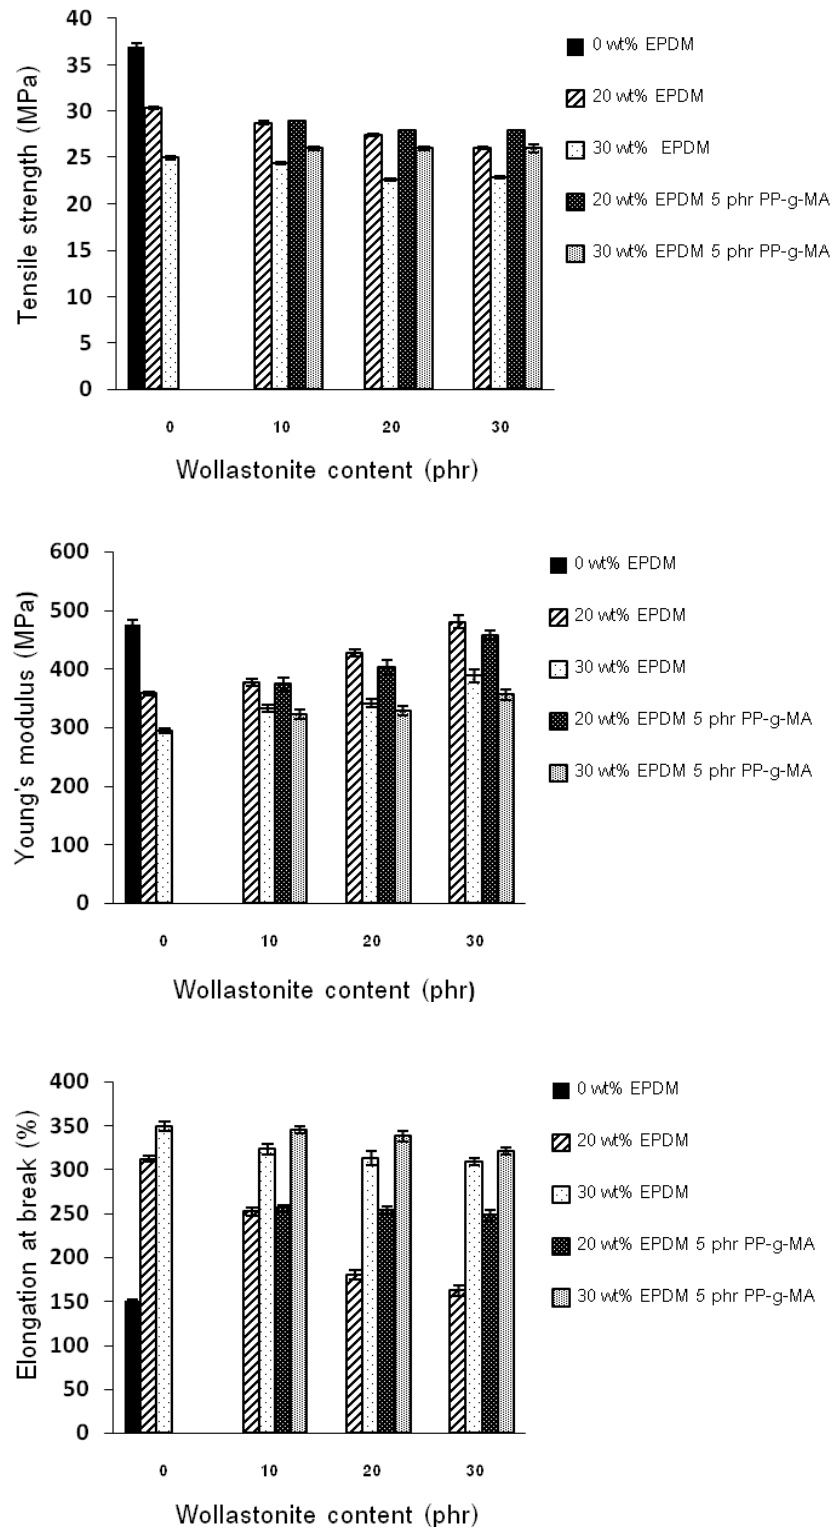 40
35
30
25
20
15
10
5
0
Tensile strength (MPa)
0 10 20 30
Wollastonite content (phr)
0 wt% EPDM
20 wt% EPDM
30 wt% EPDM
20 wt% EPDM 5 phr PP-g-MA
30 wt% EPDM 5 phr PP-g-MA
600
500
400
300
200
100
0
Young's modulus (MPa)
0 10 20 30
Wollastonite content (phr)
0 wt% EPDM
20 wt% EPDM
30 wt% EPDM
20 wt% EPDM 5 phr PP-g-MA
30 wt% EPDM 5 phr PP-g-MA
400
350
300
250
200
150
100
50
0
Elongation at break (%)
0 10 20 30
Wollastonite content (phr)
0 wt% EPDM
20 wt% EPDM
30 wt% EPDM
20 wt% EPDM 5 phr PP-g-MA
30 wt% EPDM 5 phr PP-g-MA